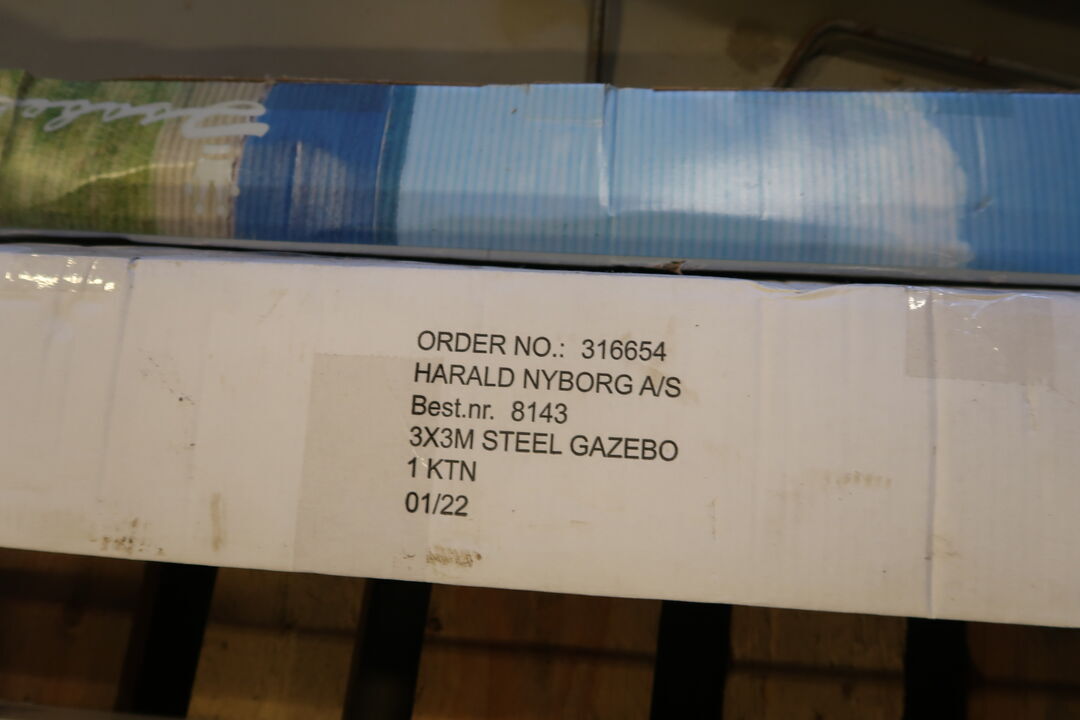 ORDER NO.: 316654
HARALD NYBORG A/S
Best.nr. 8143
3X3M STEEL GAZEBO
1 KTN
01/22